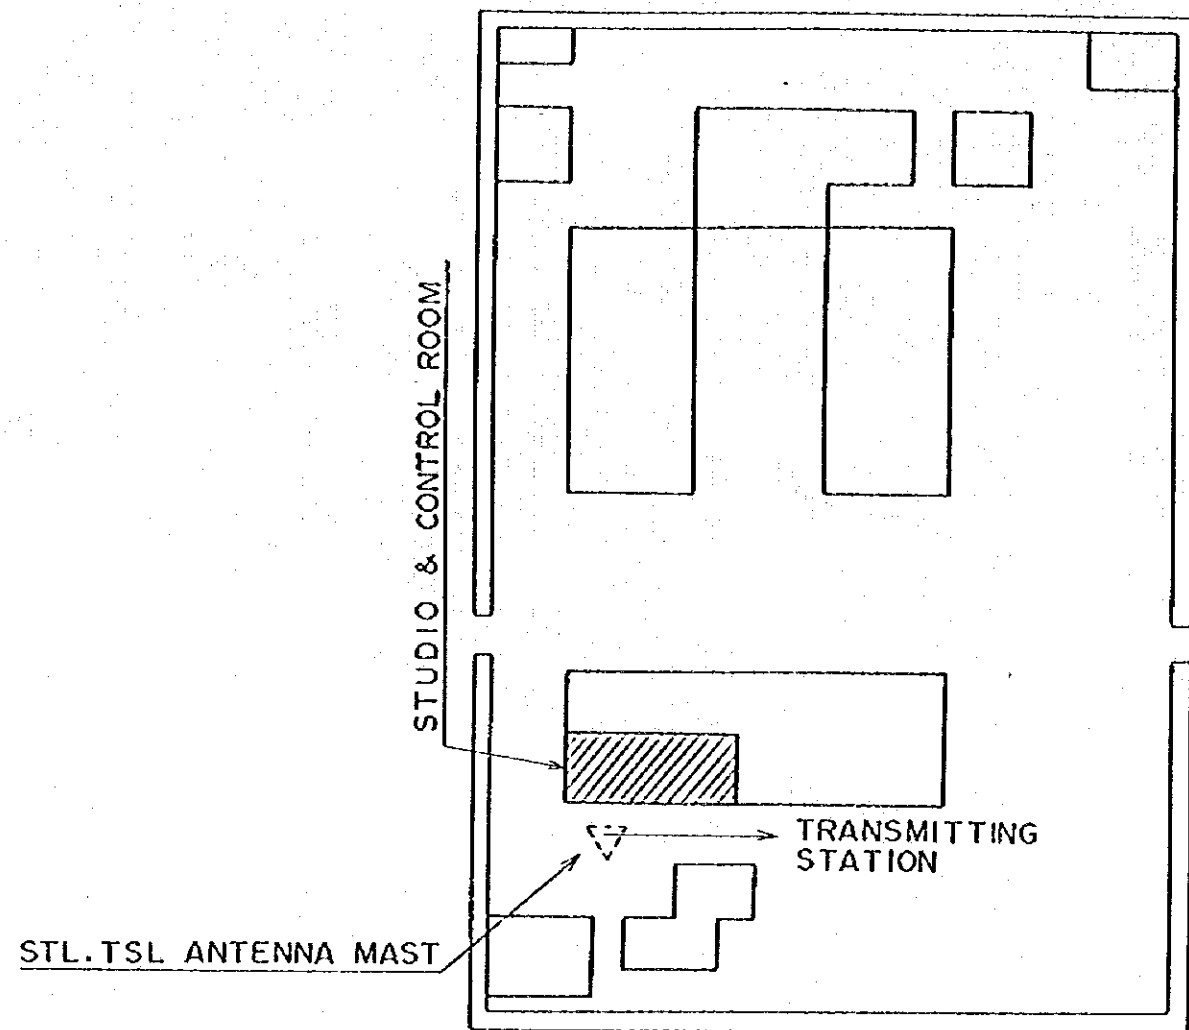 STUDIO & CONTROL ROOM
TRANSMITTING
STATION
STL.TSL ANTENNA MAST